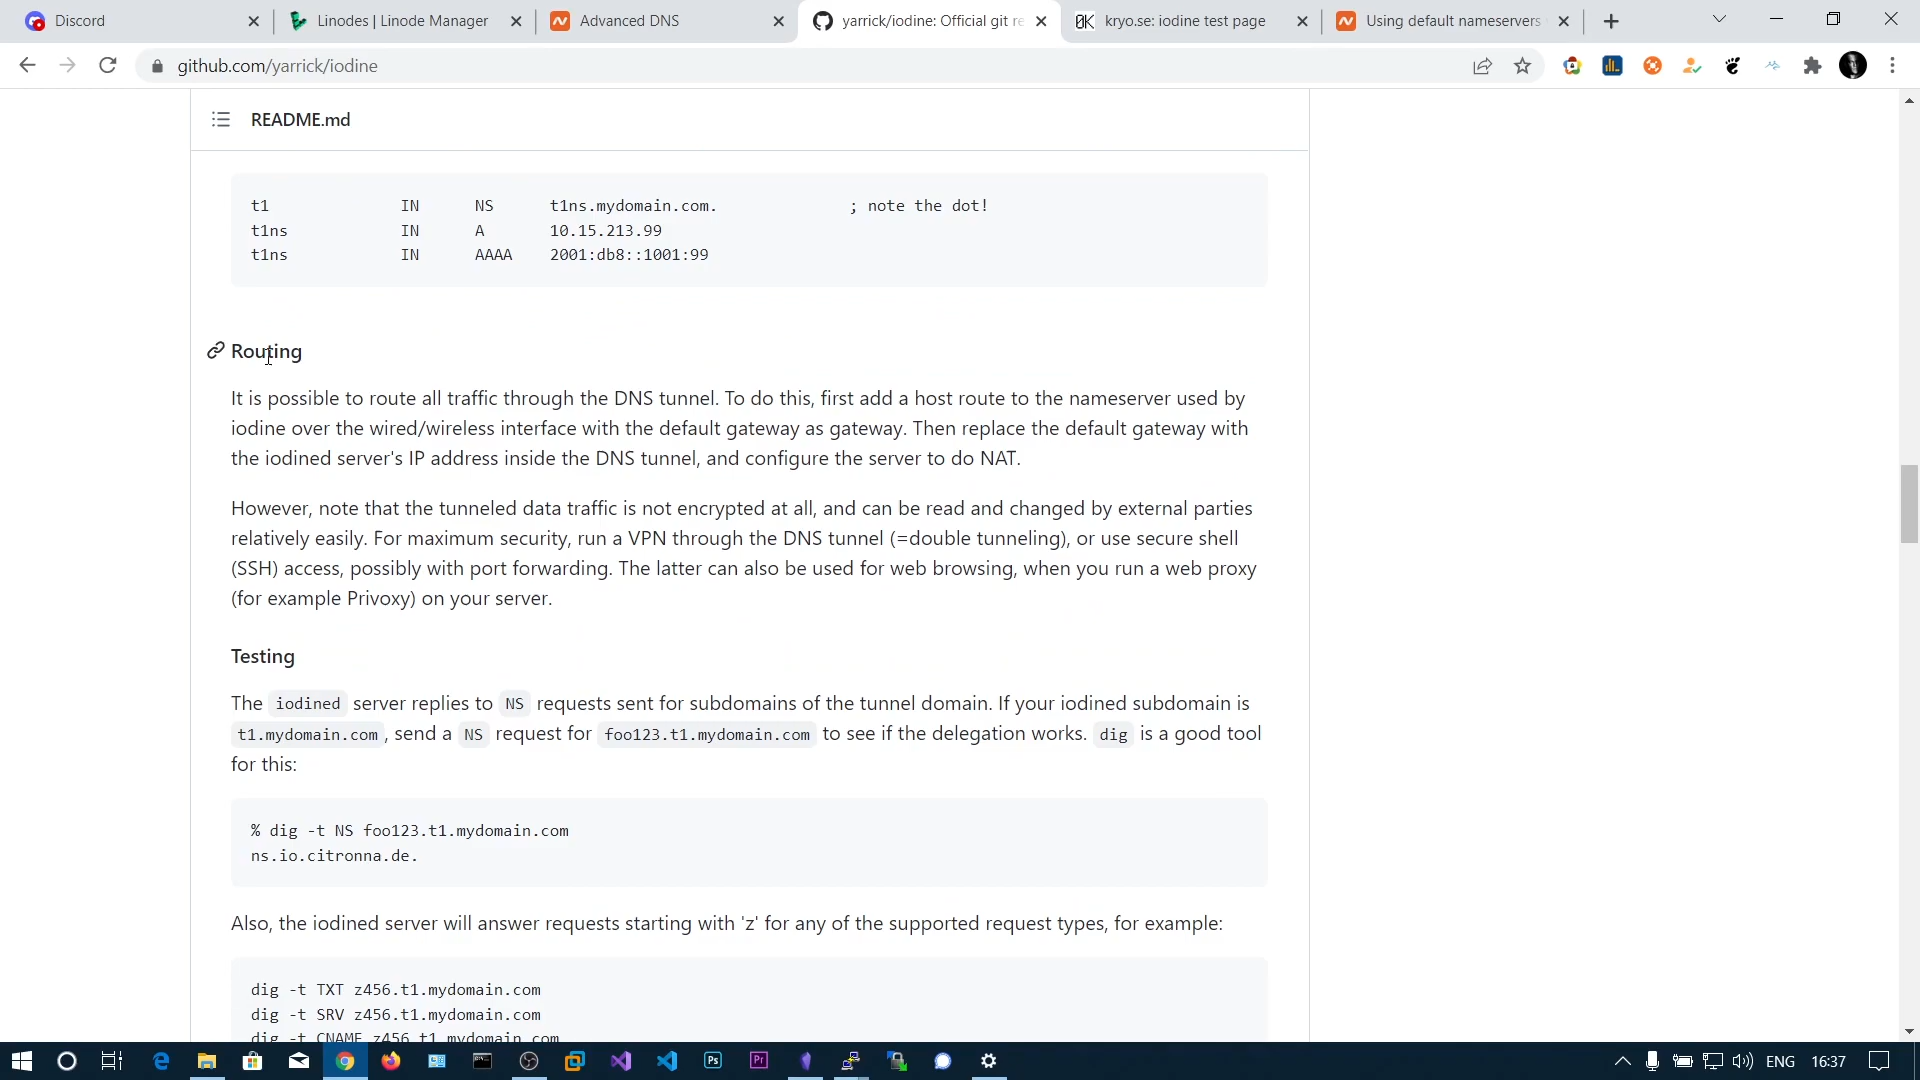 Discord
Linodes | Linode Manager
Advanced DNS
yarrick/iodine: Official git re
kryo.se: iodine test page
Using default nameservers
github.com/yarrick/iodine
README.md
t1 IN NS t1ns.mydomain.com. ; note the dot!
t1ns IN A 10.15.213.99
t1ns IN AAAA 2001:db8::1001:99
Routing
It is possible to route all traffic through the DNS tunnel. To do this, first add a host route to the nameserver used by
iodine over the wired/wireless interface with the default gateway as gateway. Then replace the default gateway with
the iodined server's IP address inside the DNS tunnel, and configure the server to do NAT.
However, note that the tunneled data traffic is not encrypted at all, and can be read and changed by external parties
relatively easily. For maximum security, run a VPN through the DNS tunnel (=double tunneling), or use secure shell
(SSH) access, possibly with port forwarding. The latter can also be used for web browsing, when you run a web proxy
(for example Privoxy) on your server.
Testing
The iodined server replies to NS requests sent for subdomains of the tunnel domain. If your iodined subdomain is
t1.mydomain.com, send a NS request for foo123.t1.mydomain.com to see if the delegation works. dig is a good tool
for this:
% dig -t NS foo123.t1.mydomain.com
ns.io.citronna.de.
Also, the iodined server will answer requests starting with 'z' for any of the supported request types, for example:
dig -t TXT z456.t1.mydomain.com
dig -t SRV z456.t1.mydomain.com
dig -t CNAME z456.t1.mydomain.com
Ps
Pr
ENG
16:37